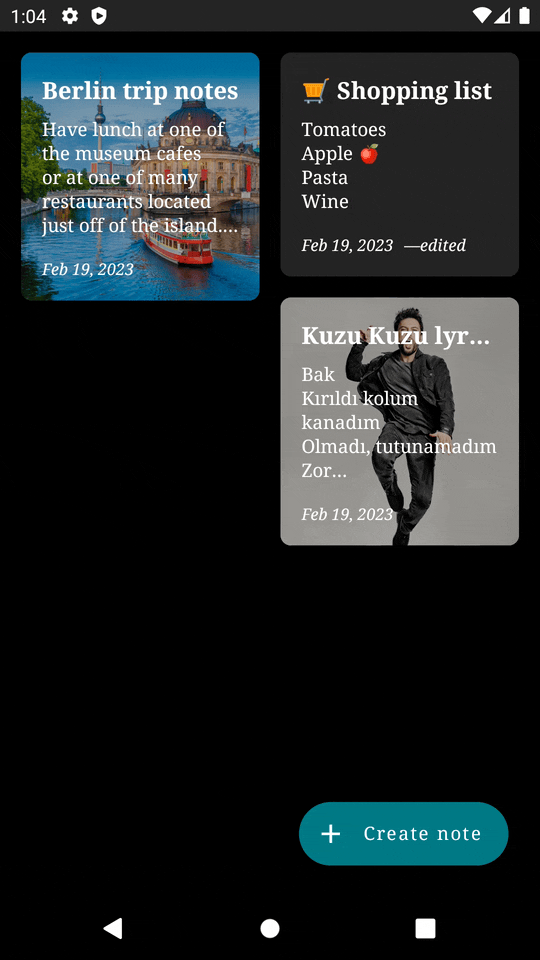 1:04
Berlin trip notes
Have lunch at one of
the museum cafes
or at one of many
restaurants located
just off of the island....
Feb 19, 2023
🛒 Shopping list
Tomatoes
Apple 🍎
Pasta
Wine
Feb 19, 2023 —edited
Kuzu Kuzu lyr...
Bak
Kırıldı kolum
kanadım
Olmadı, tutunamadım
Zor...
Feb 19, 2023
+ Create note